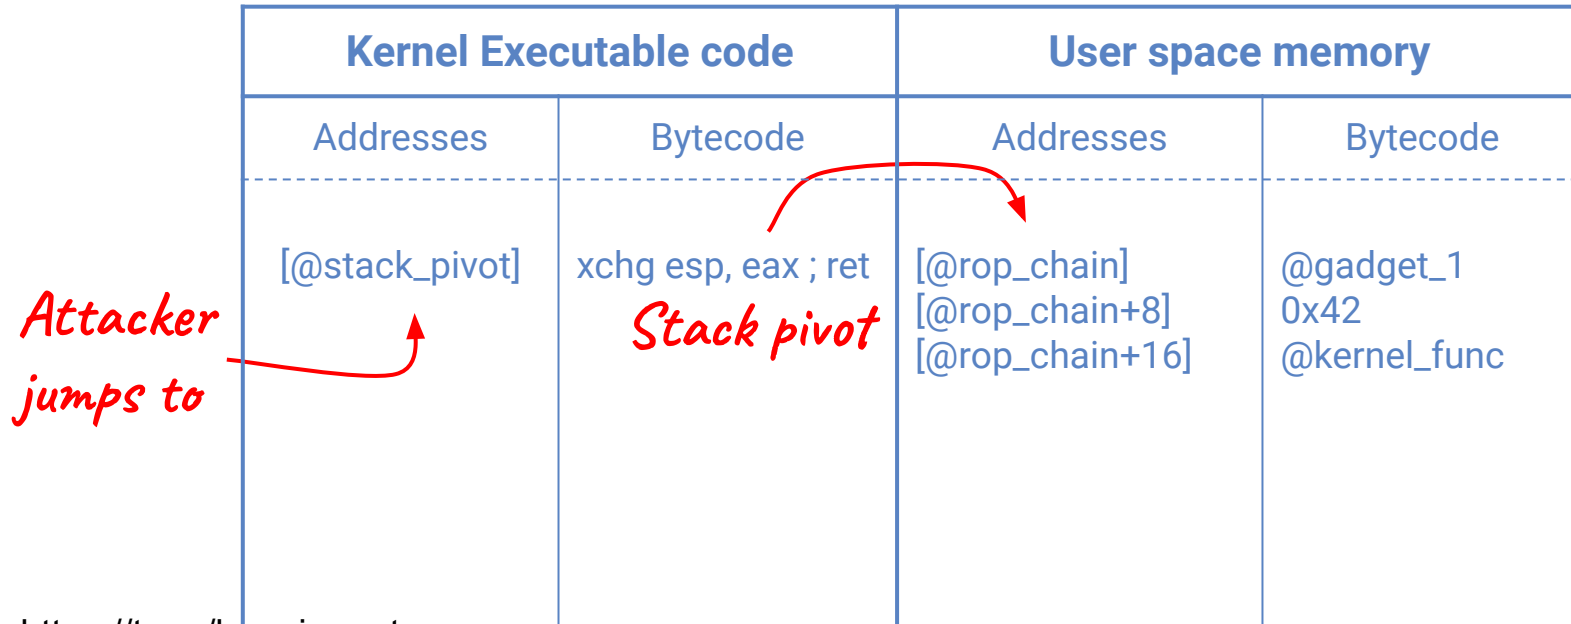 Kernel Executable code User space memory
Addresses Bytecode Addresses Bytecode
[@stack_pivot] xchg esp, eax ; ret [@rop_chain] @gadget_1
[@rop_chain+8] 0x42
[@rop_chain+16] @kernel_func
Attacker
jumps to
Stack pivot